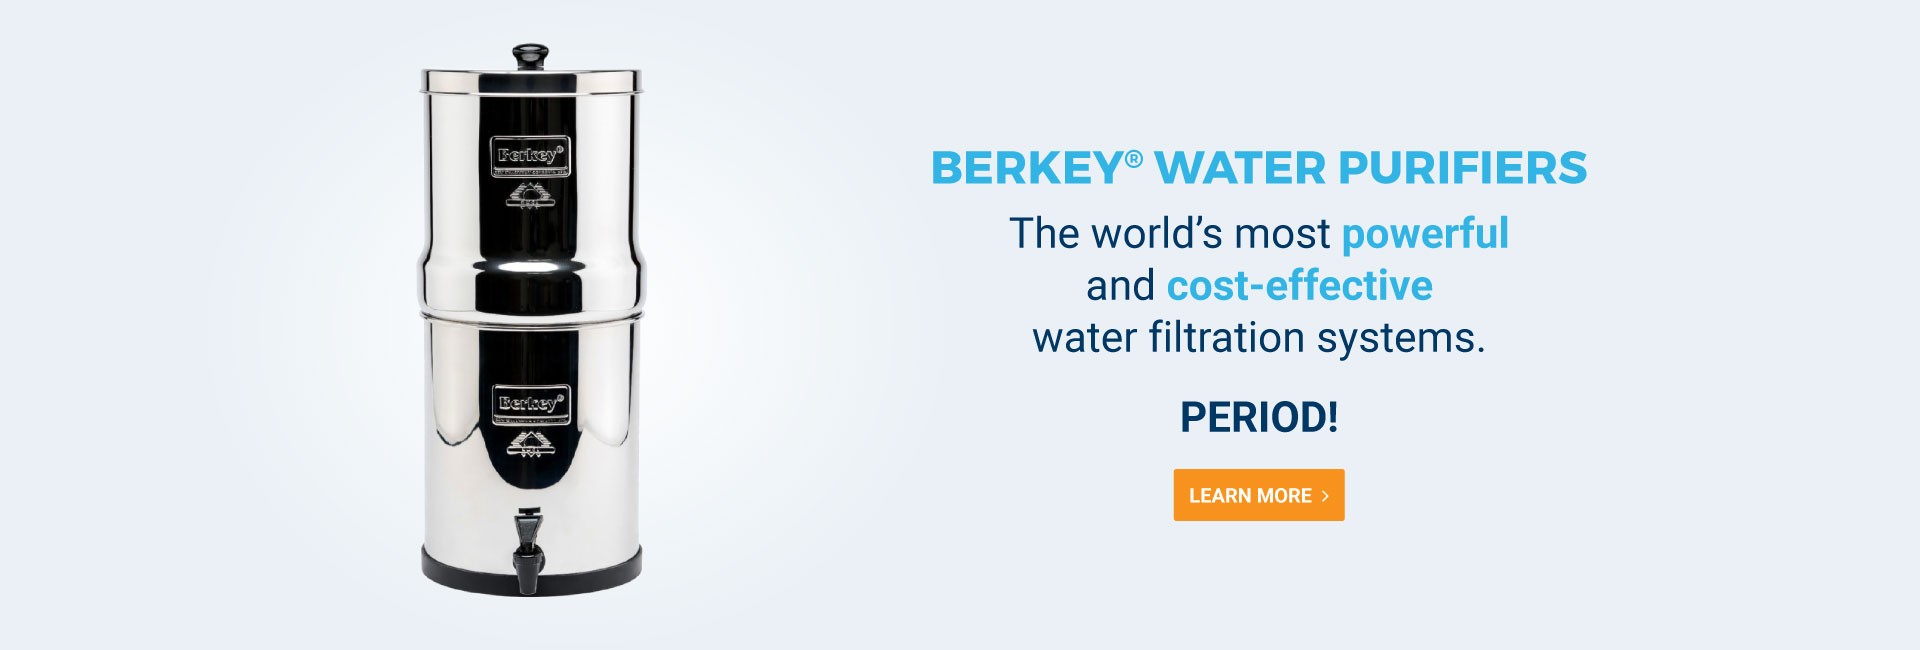 BERKEY® WATER PURIFIERS
The world's most powerful
and cost-effective
water filtration systems.
PERIOD!
LEARN MORE >
Berkey®
Berkey®